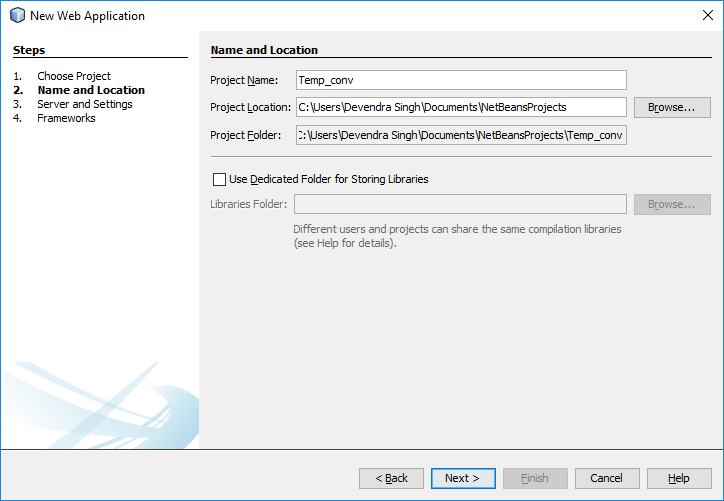 New Web Application
Steps
1. Choose Project
2. Name and Location
3. Server and Settings
4. Frameworks
Name and Location
Project Name: Temp_conv
Project Location: C:\Users\Devendra Singh\Documents\NetBeansProjects Browse...
Project Folder: C:\Users\Devendra Singh\Documents\NetBeansProjects\Temp_conv
Use Dedicated Folder for Storing Libraries
Libraries Folder: Browse...
Different users and projects can share the same compilation libraries
(see Help for details).
< Back Next > Finish Cancel Help